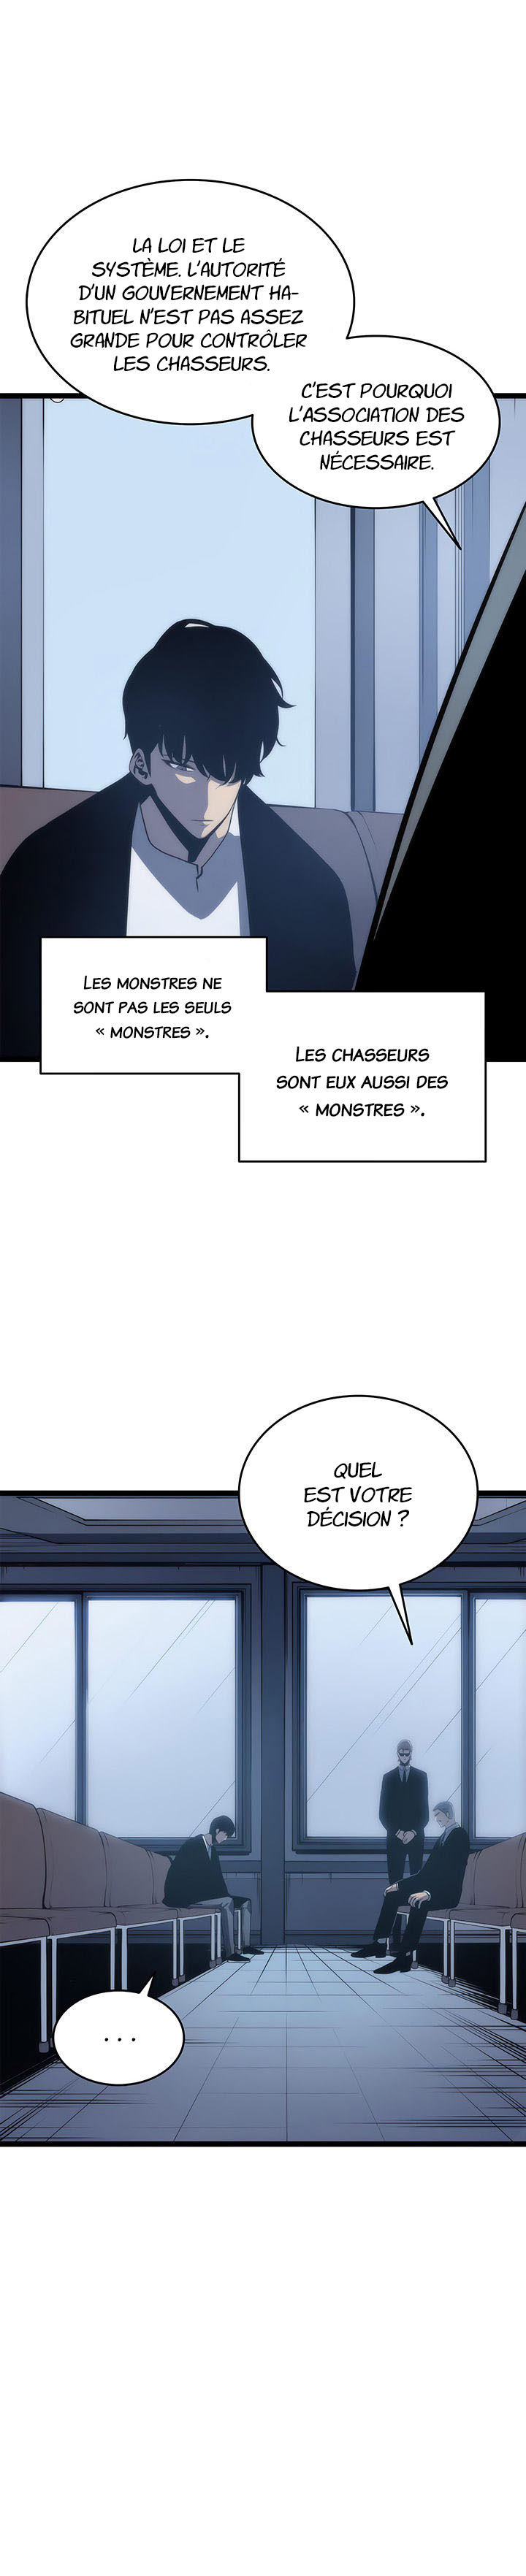 LA LOI ET LE
SYSTÈME. L'AUTORITÉ
D'UN GOUVERNEMENT HA-
BITUEL N'EST PAS ASSEZ
GRANDE POUR CONTRÔLER
LES CHASSEURS.
C'EST POURQUOI
L'ASSOCIATION DES
CHASSEURS EST
NÉCESSAIRE.
LES MONSTRES NE
SONT PAS LES SEULS
« MONSTRES ».
LES CHASSEURS
SONT EUX AUSSI DES
« MONSTRES ».
QUEL
EST VOTRE
DÉCISION ?
...